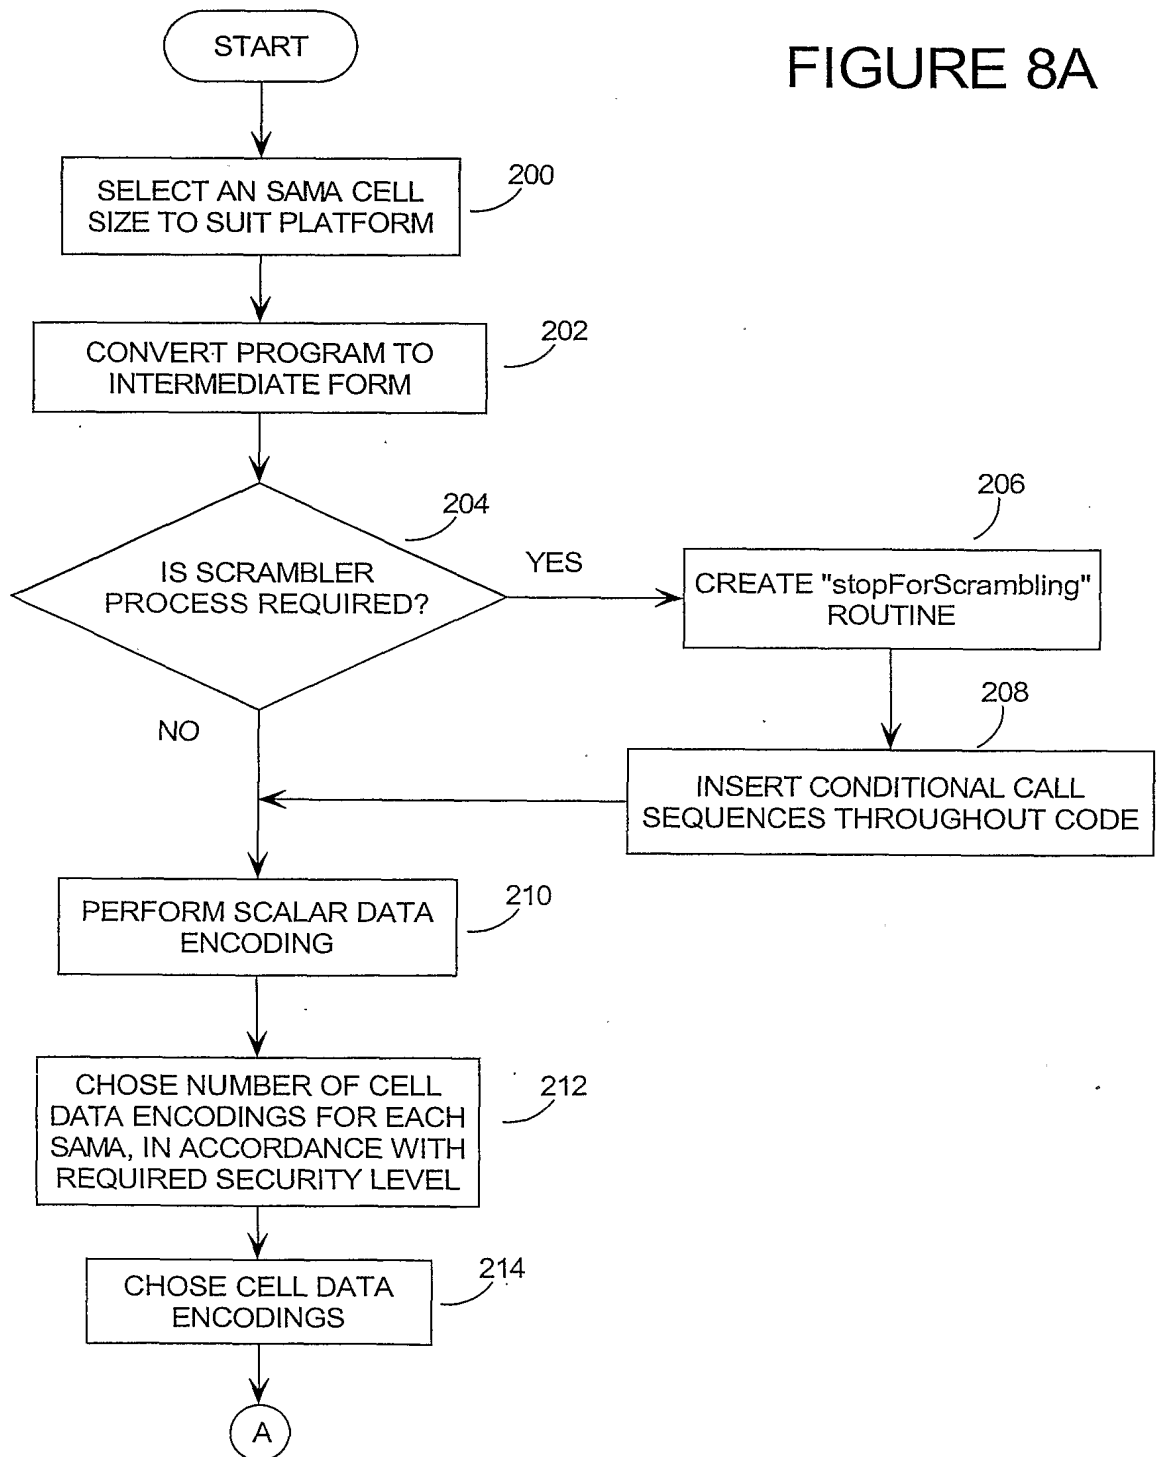 START
FIGURE 8A
SELECT AN SAMA CELL
SIZE TO SUIT PLATFORM
200
CONVERT PROGRAM TO
INTERMEDIATE FORM
202
IS SCRAMBLER
PROCESS REQUIRED?
204
YES
206
CREATE "stopForScrambling"
ROUTINE
NO
208
INSERT CONDITIONAL CALL
SEQUENCES THROUGHOUT CODE
PERFORM SCALAR DATA
ENCODING
210
CHOSE NUMBER OF CELL
DATA ENCODINGS FOR EACH
SAMA, IN ACCORDANCE WITH
REQUIRED SECURITY LEVEL
212
CHOSE CELL DATA
ENCODINGS
214
A